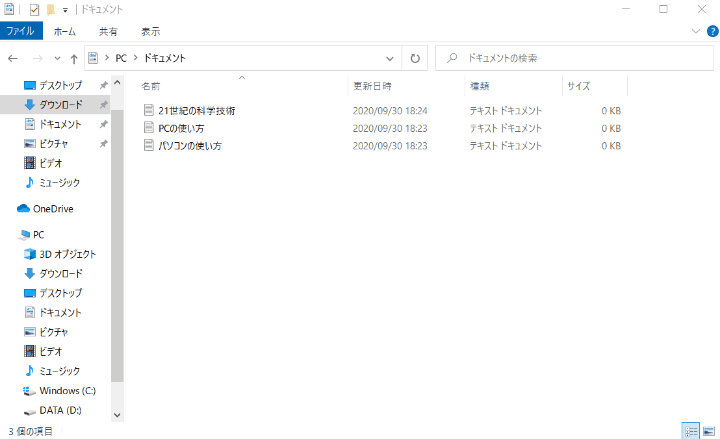 ドキュメント
ファイル ホーム 共有 表示
PC ドキュメント ドキュメントの検索
名前 更新日時 種類 サイズ
21世紀の科学技術 2020/09/30 18:24 テキスト ドキュメント 0 KB
PCの使い方 2020/09/30 18:23 テキスト ドキュメント 0 KB
パソコンの使い方 2020/09/30 18:23 テキスト ドキュメント 0 KB
デスクトップ
ダウンロード
ドキュメント
ピクチャ
ビデオ
ミュージック
OneDrive
PC
3D オブジェクト
ダウンロード
デスクトップ
ドキュメント
ピクチャ
ビデオ
ミュージック
Windows (C:)
DATA (D:)
3 個の項目